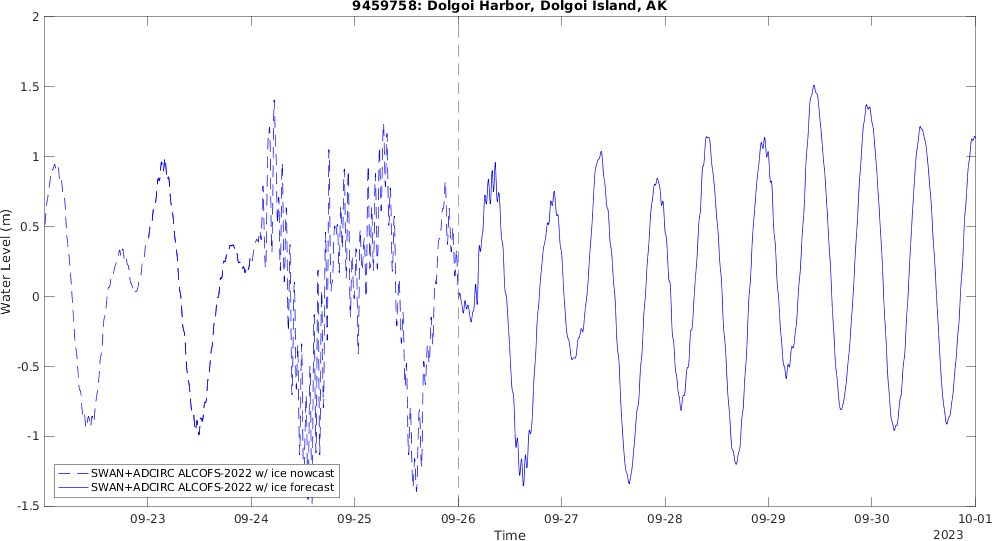 9459758: Dolgoi Harbor, Dolgoi Island, AK
2
1.5
1
0.5
0
-0.5
-1
-1.5
Water Level (m)
SWAN+ADCIRC ALCOFS-2022 w/ ice nowcast
SWAN+ADCIRC ALCOFS-2022 w/ ice forecast
09-23 09-24 09-25 09-26 09-27 09-28 09-29 09-30 10-01
Time
2023